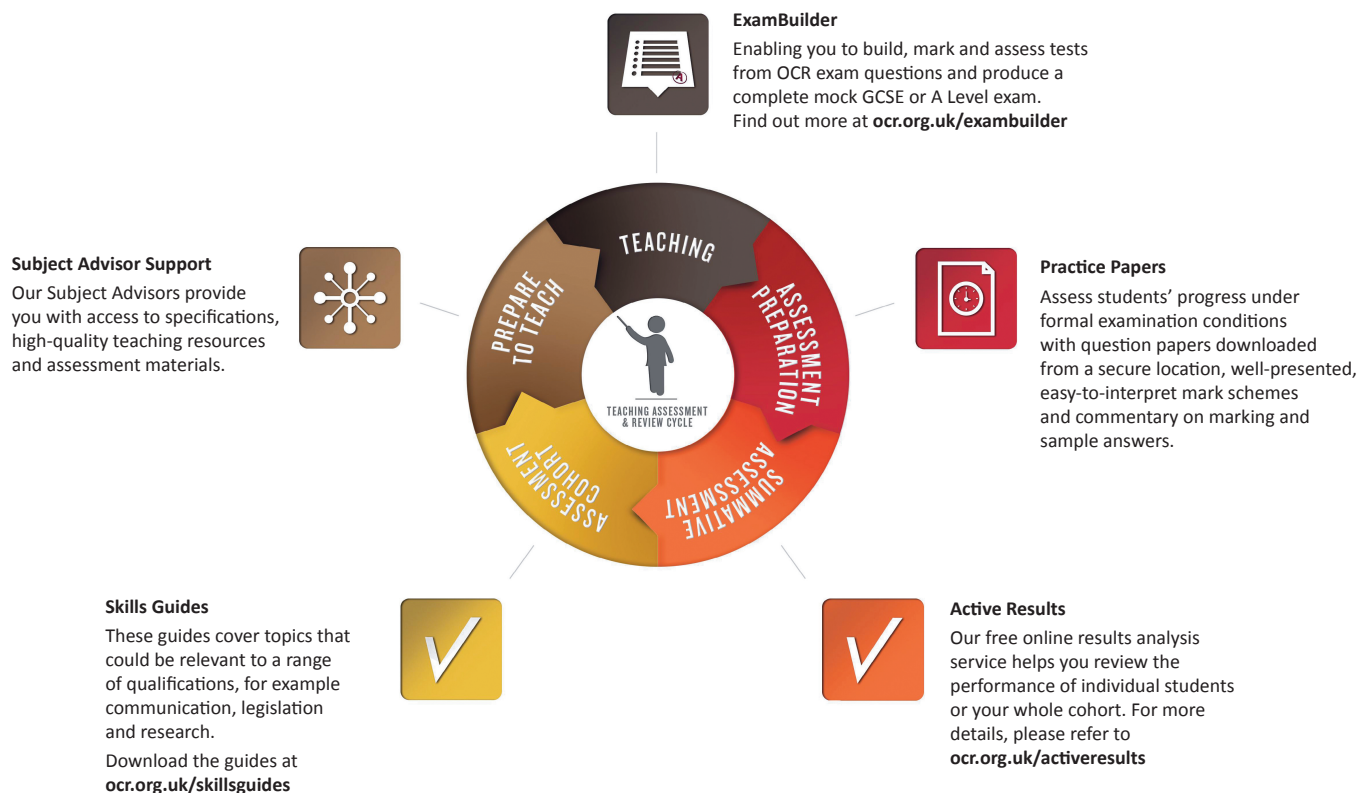 ExamBuilder
Enabling you to build, mark and assess tests
from OCR exam questions and produce a
complete mock GCSE or A Level exam.
Find out more at ocr.org.uk/exambuilder
A
Subject Advisor Support
Our Subject Advisors provide
you with access to specifications,
high-quality teaching resources
and assessment materials.
TEACHING
PREPARE
TO TEACH
ASSESSMENT
PREPARATION
TEACHING ASSESSMENT
& REVIEW CYCLE
ASSESSMENT
COHORT
SUMMATIVE
ASSESSMENT
Practice Papers
Assess students’ progress under
formal examination conditions
with question papers downloaded
from a secure location, well-presented,
easy-to-interpret mark schemes
and commentary on marking and
sample answers.
Skills Guides
These guides cover topics that
could be relevant to a range
of qualifications, for example
communication, legislation
and research.
Download the guides at
ocr.org.uk/skillsguides
Active Results
Our free online results analysis
service helps you review the
performance of individual students
or your whole cohort. For more
details, please refer to
ocr.org.uk/activeresults